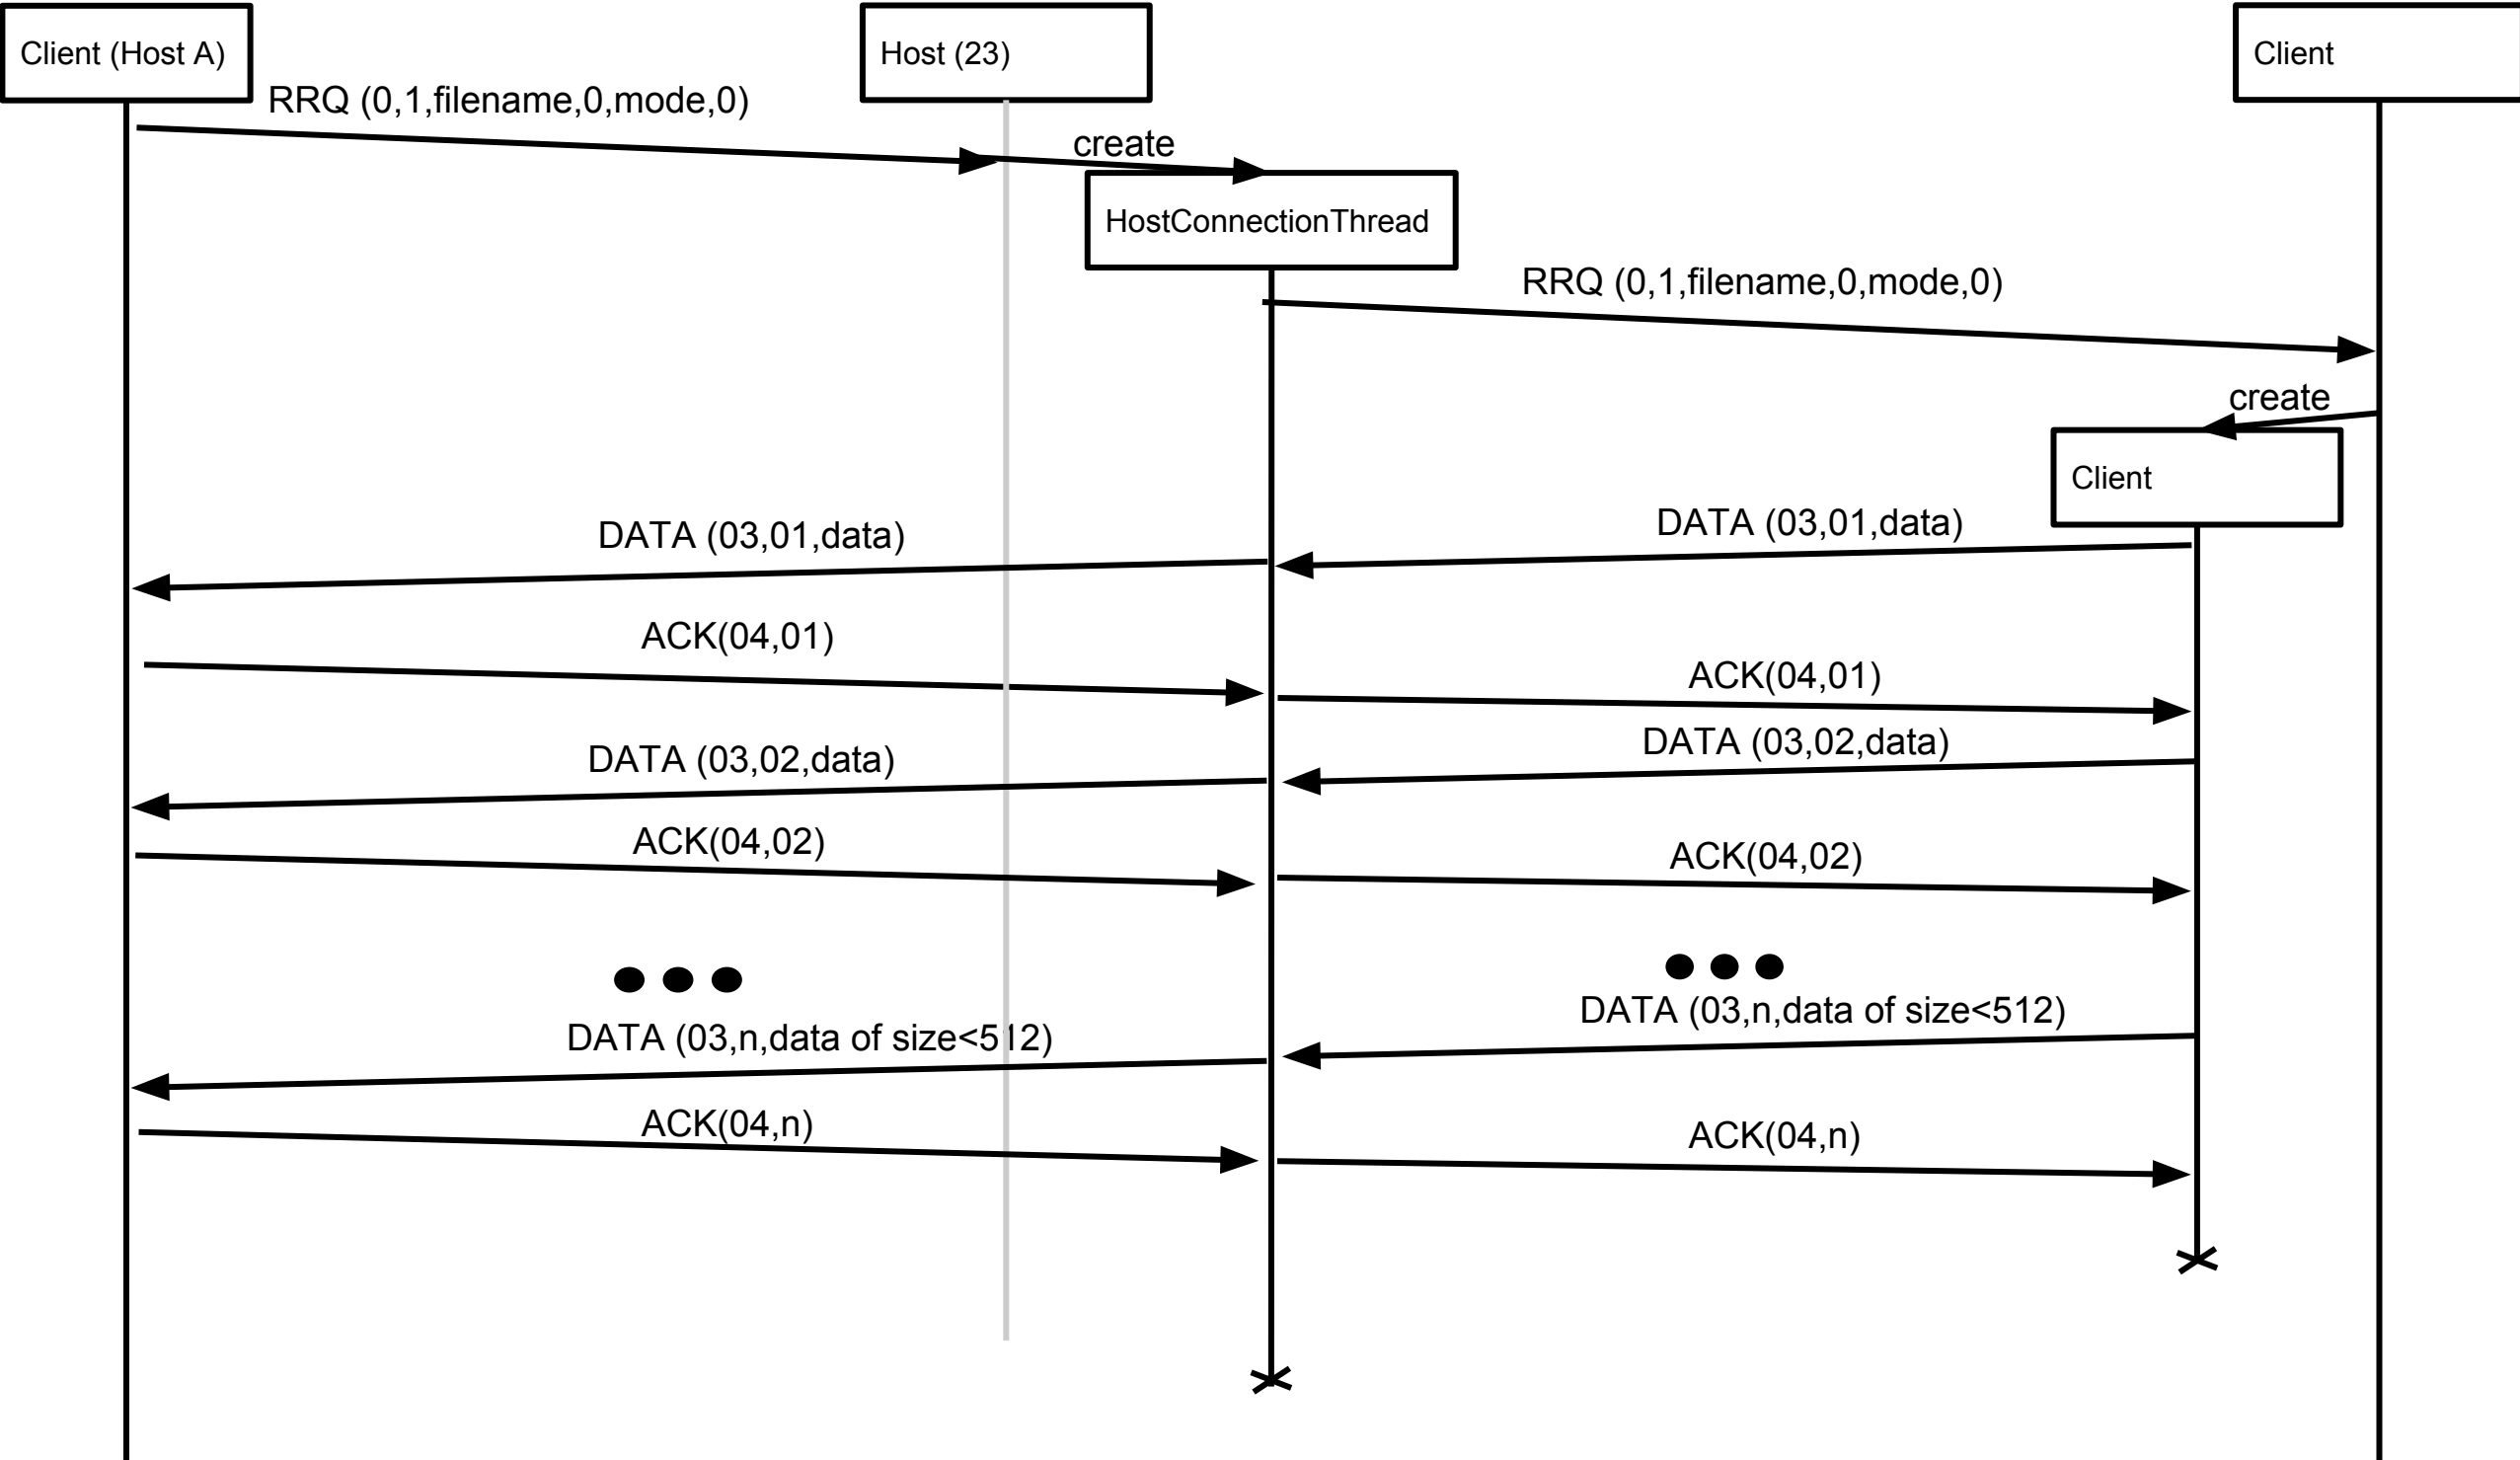 Client (Host A)
Host (23)
Client
RRQ (0,1,filename,0,mode,0)
create
HostConnectionThread
RRQ (0,1,filename,0,mode,0)
create
Client
DATA (03,01,data)
DATA (03,01,data)
ACK(04,01)
ACK(04,01)
DATA (03,02,data)
DATA (03,02,data)
ACK(04,02)
ACK(04,02)
DATA (03,n,data of size<512)
DATA (03,n,data of size<512)
ACK(04,n)
ACK(04,n)